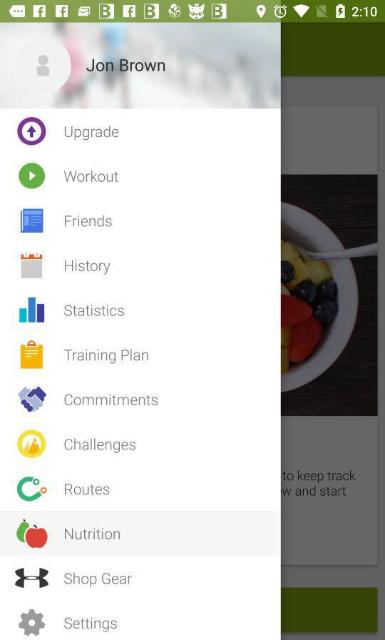 2:10
Jon Brown
Upgrade
Workout
Friends
History
Statistics
Training Plan
Commitments
Challenges
Routes
to keep track
w and start
Nutrition
Shop Gear
Settings